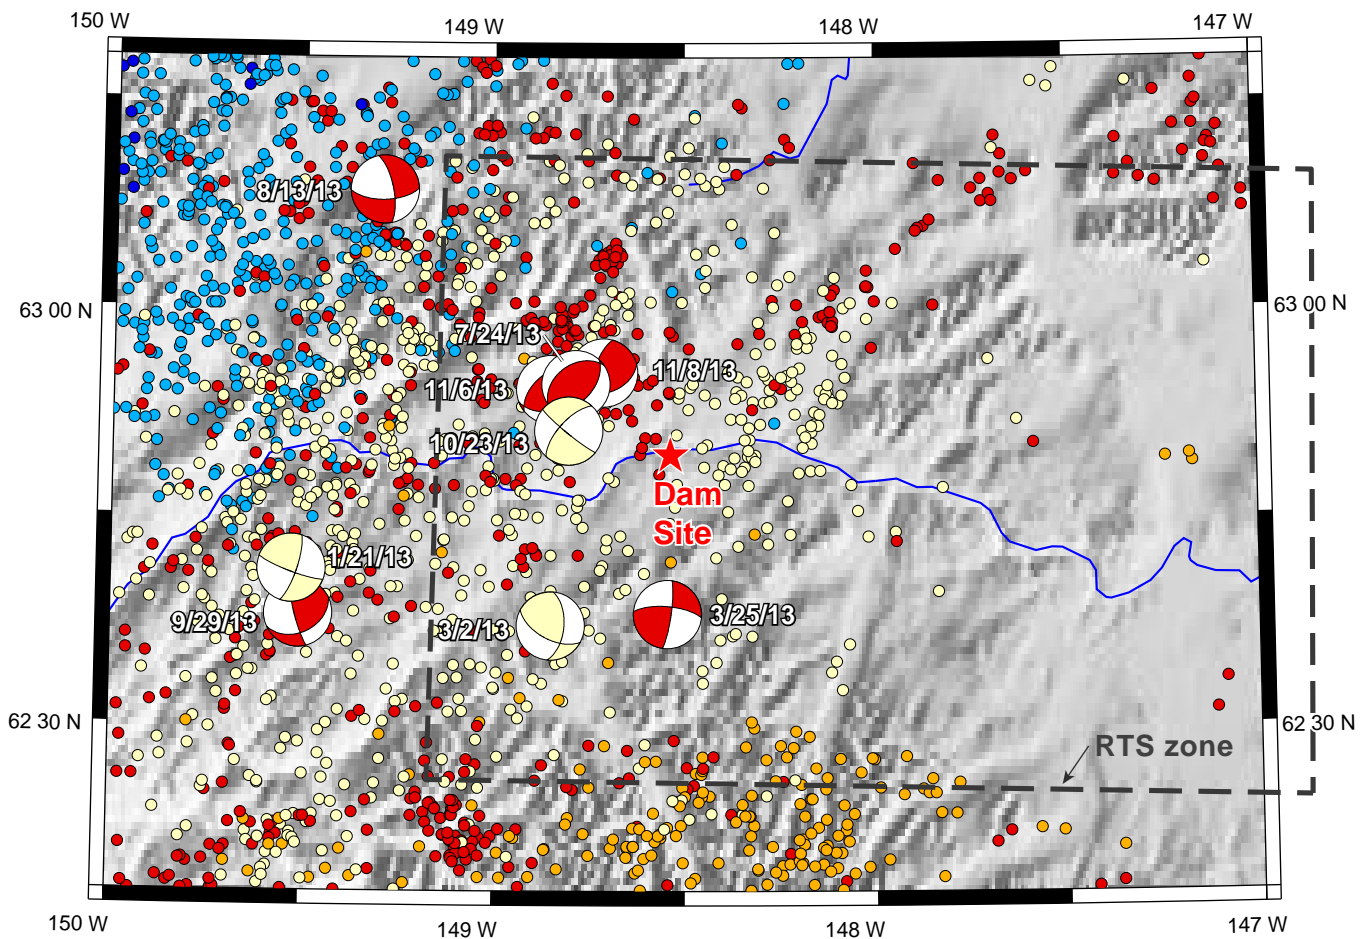 150 W
149 W
148 W
147 W
8/13/13
63 00 N
63 00 N
7/24/13
11/8/13
11/6/13
10/23/13
Dam
Site
1/21/13
9/29/13
3/2/13
3/25/13
62 30 N
62 30 N
RTS zone
150 W
149 W
148 W
147 W